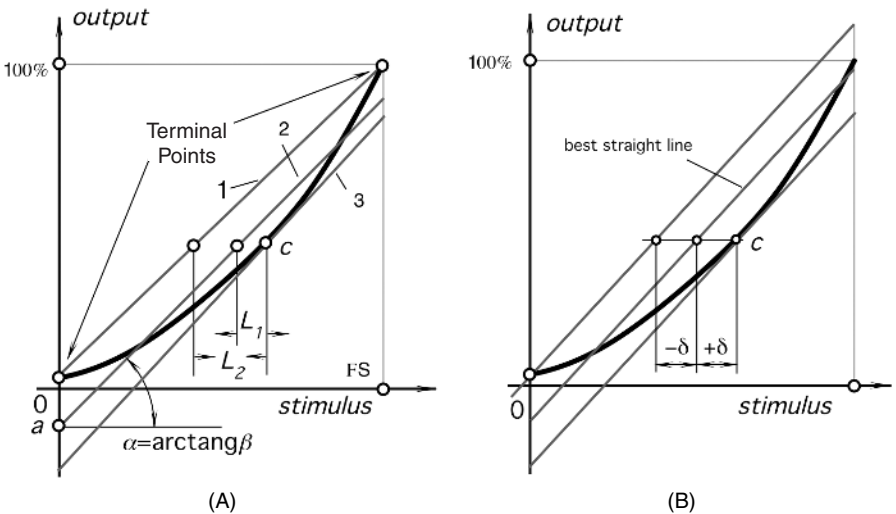 output
100%
Terminal
Points
1
2
3
c
L1
L2
FS
0
stimulus
a
α=arctangβ
(A)
output
100%
best straight line
c
−δ +δ
0
stimulus
(B)